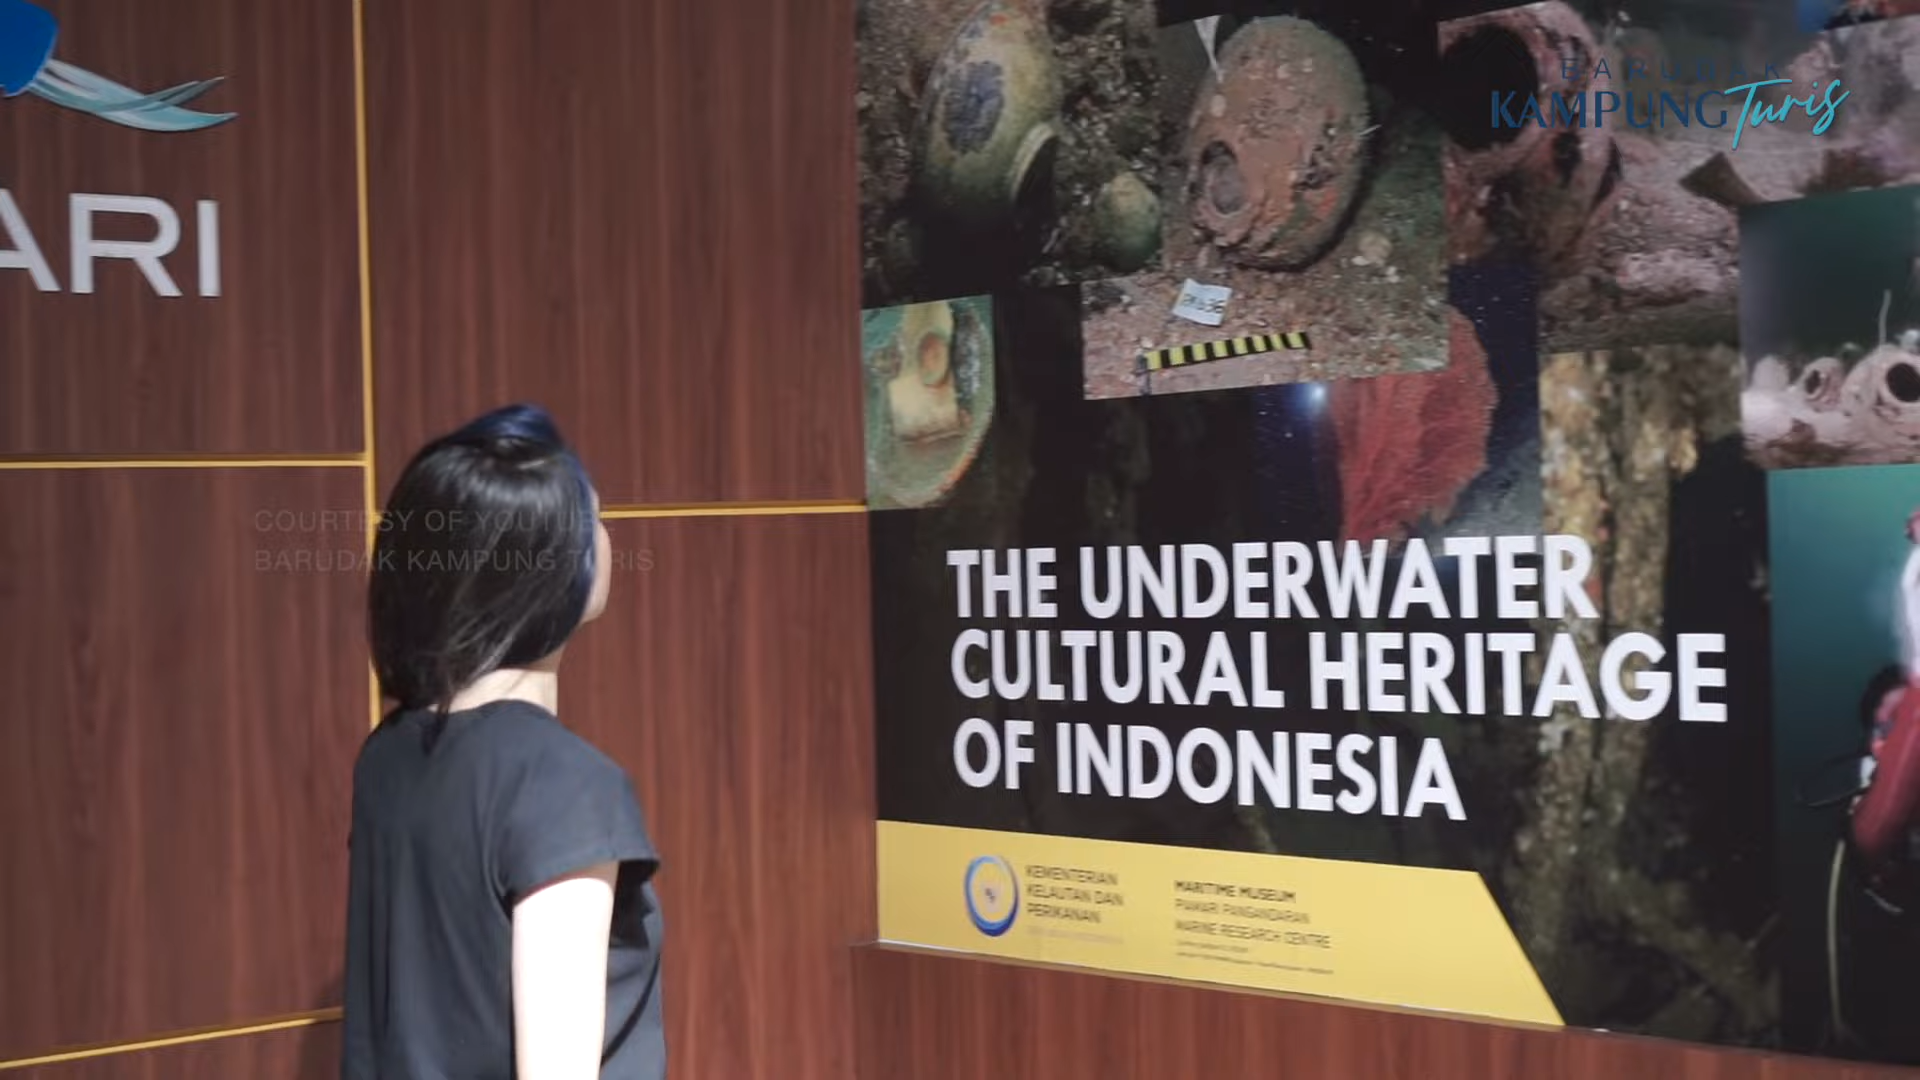 BARUDAK
KAMPUNG Turis
ARI
COURTESY OF YOUTUBE
BARUDAK KAMPUNG TURIS
THE UNDERWATER
CULTURAL HERITAGE
OF INDONESIA
KEMENTERIAN
KELAUTAN DAN
PERIKANAN
MARITIME MUSEUM
PIAMARI PANGANDARAN
MARINE RESEARCH CENTRE